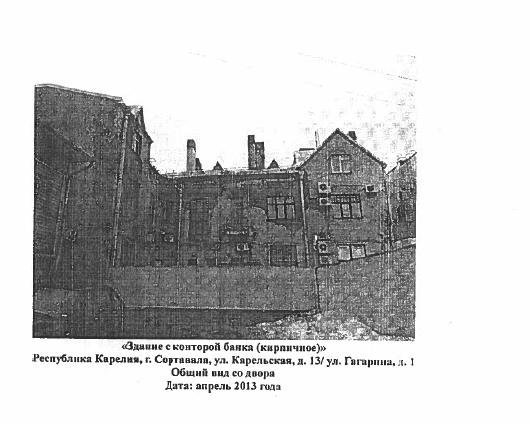 «Здание с конторой банка (кирпичное)»
Республика Карелия, г. Сортавала, ул. Карельская, д. 13/ ул. Гагарина, д. 1
Общий вид со двора
Дата: апрель 2013 года